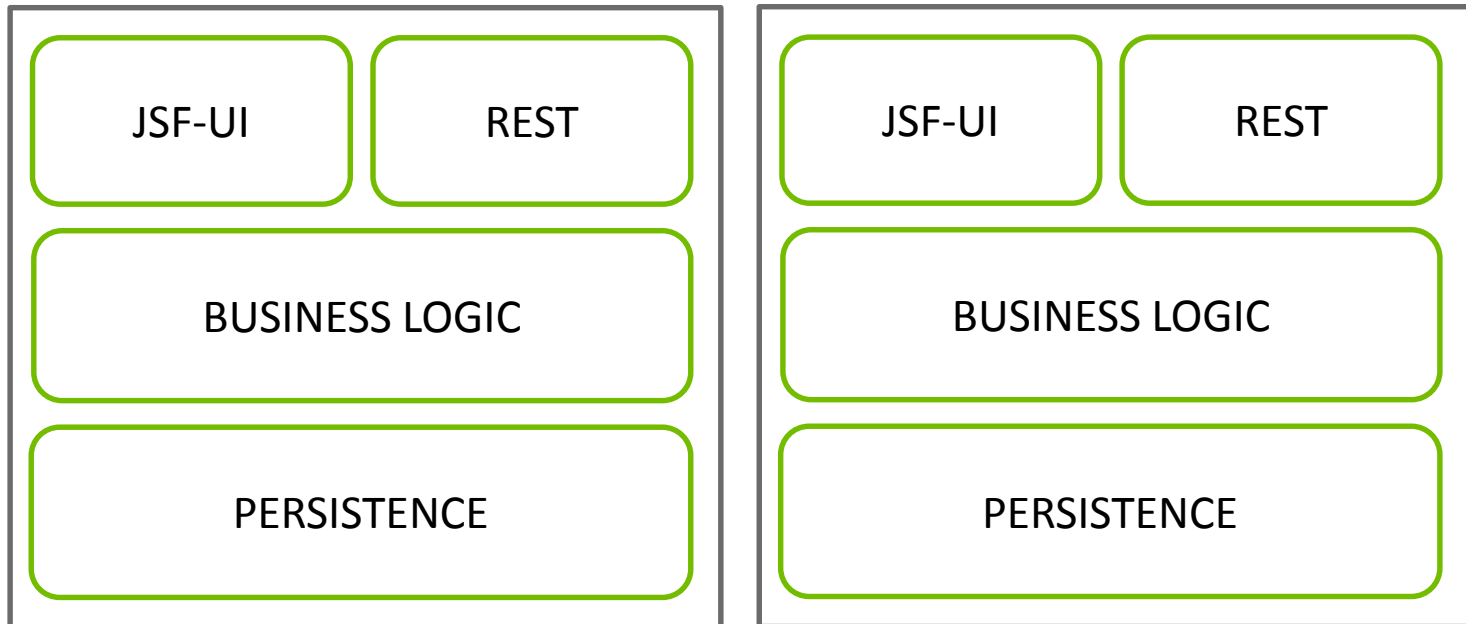 JSF-UI
REST
BUSINESS LOGIC
PERSISTENCE
JSF-UI
REST
BUSINESS LOGIC
PERSISTENCE